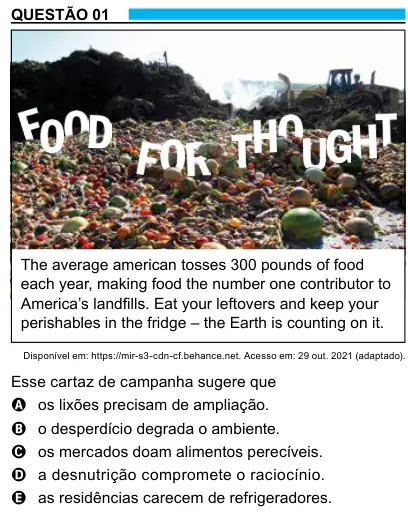 QUESTÃO 01
FOOD FOR THOUGHT
The average american tosses 300 pounds of food
each year, making food the number one contributor to
America's landfills. Eat your leftovers and keep your
perishables in the fridge – the Earth is counting on it.
Disponível em: https://mir-s3-cdn-cf.behance.net. Acesso em: 29 out. 2021 (adaptado).
Esse cartaz de campanha sugere que
A os lixões precisam de ampliação.
B o desperdício degrada o ambiente.
C os mercados doam alimentos perecíveis.
D a desnutrição compromete o raciocínio.
E as residências carecem de refrigeradores.